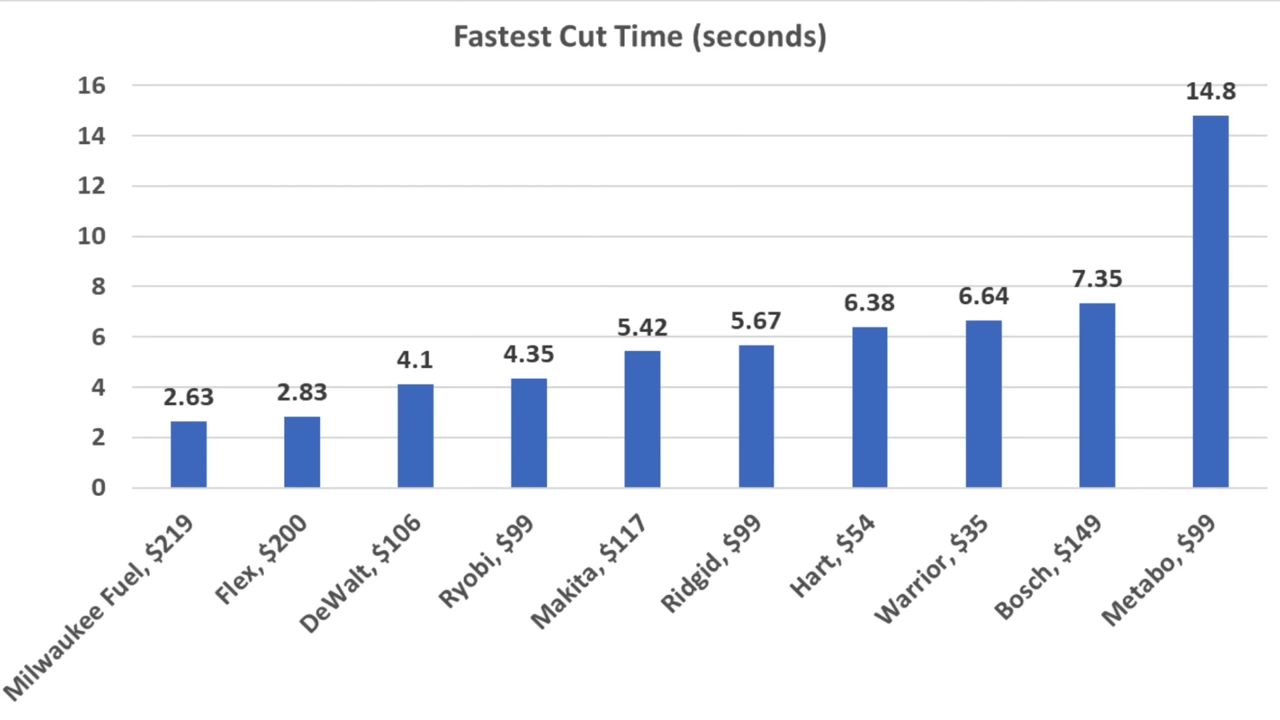 Fastest Cut Time (seconds)
16
14
12
10
8
6
4
2
0
2.63
2.83
4.1
4.35
5.42
5.67
6.38
6.64
7.35
14.8
Milwaukee Fuel, $219
Flex, $200
DeWalt, $106
Ryobi, $99
Makita, $117
Ridgid, $99
Hart, $54
Warrior, $35
Bosch, $149
Metabo, $99